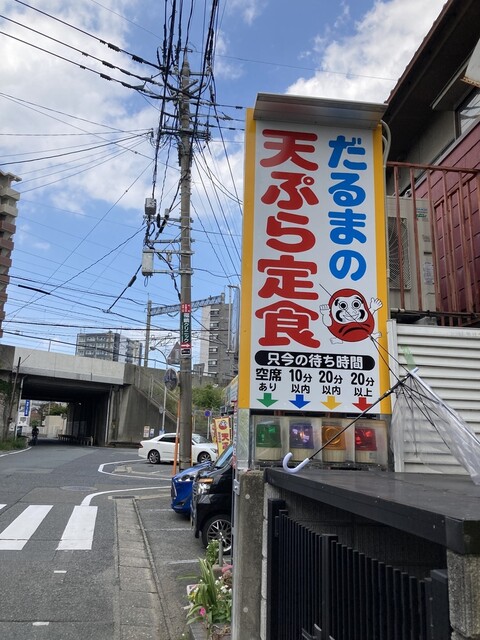 だるまの
天ぷら定食
只今の待ち時間
空席あり
10分以内
20分以内
20分以上